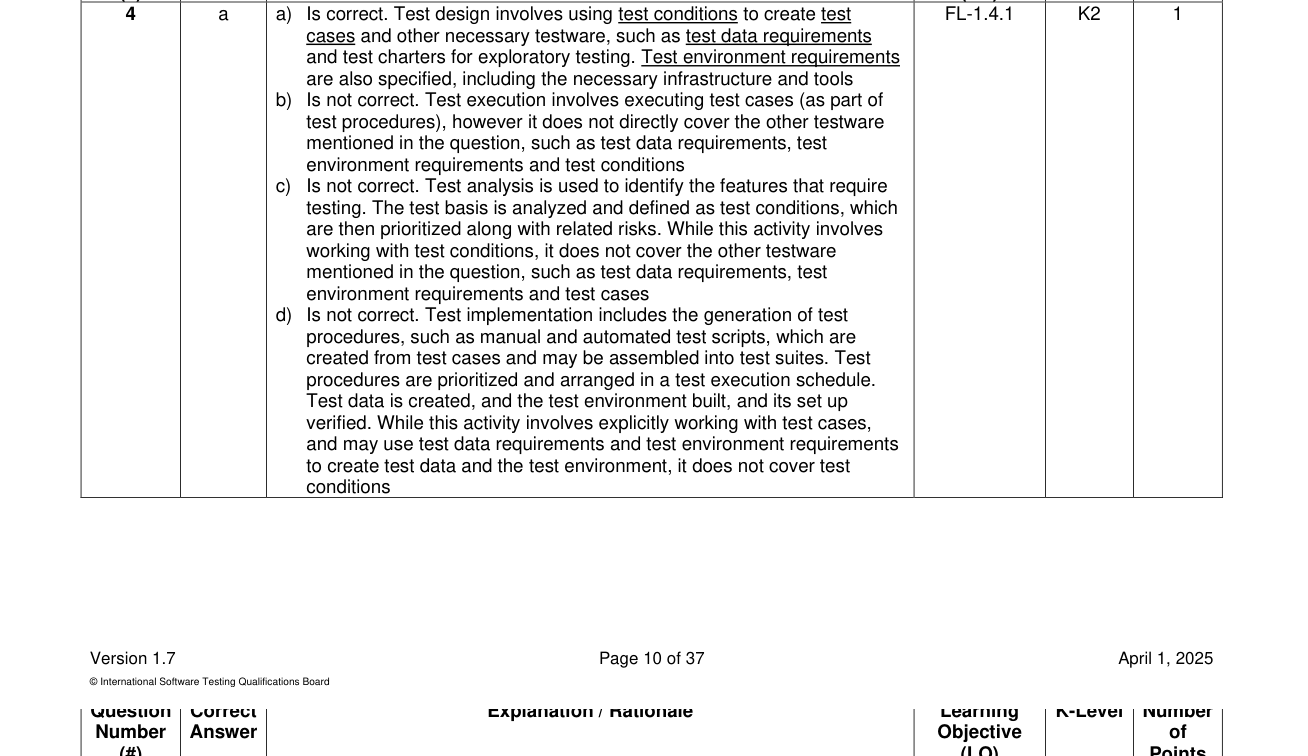 4 a a) Is correct. Test design involves using test conditions to create test FL-1.4.1 K2 1
cases and other necessary testware, such as test data requirements
and test charters for exploratory testing. Test environment requirements
are also specified, including the necessary infrastructure and tools
b) Is not correct. Test execution involves executing test cases (as part of
test procedures), however it does not directly cover the other testware
mentioned in the question, such as test data requirements, test
environment requirements and test conditions
c) Is not correct. Test analysis is used to identify the features that require
testing. The test basis is analyzed and defined as test conditions, which
are then prioritized along with related risks. While this activity involves
working with test conditions, it does not cover the other testware
mentioned in the question, such as test data requirements, test
environment requirements and test cases
d) Is not correct. Test implementation includes the generation of test
procedures, such as manual and automated test scripts, which are
created from test cases and may be assembled into test suites. Test
procedures are prioritized and arranged in a test execution schedule.
Test data is created, and the test environment built, and its set up
verified. While this activity involves explicitly working with test cases,
and may use test data requirements and test environment requirements
to create test data and the test environment, it does not cover test
conditions
Version 1.7 Page 10 of 37 April 1, 2025
© International Software Testing Qualifications Board
Question Correct Explanation / Rationale Learning K-Level Number
Number Answer Objective of
(#) (LO) Points